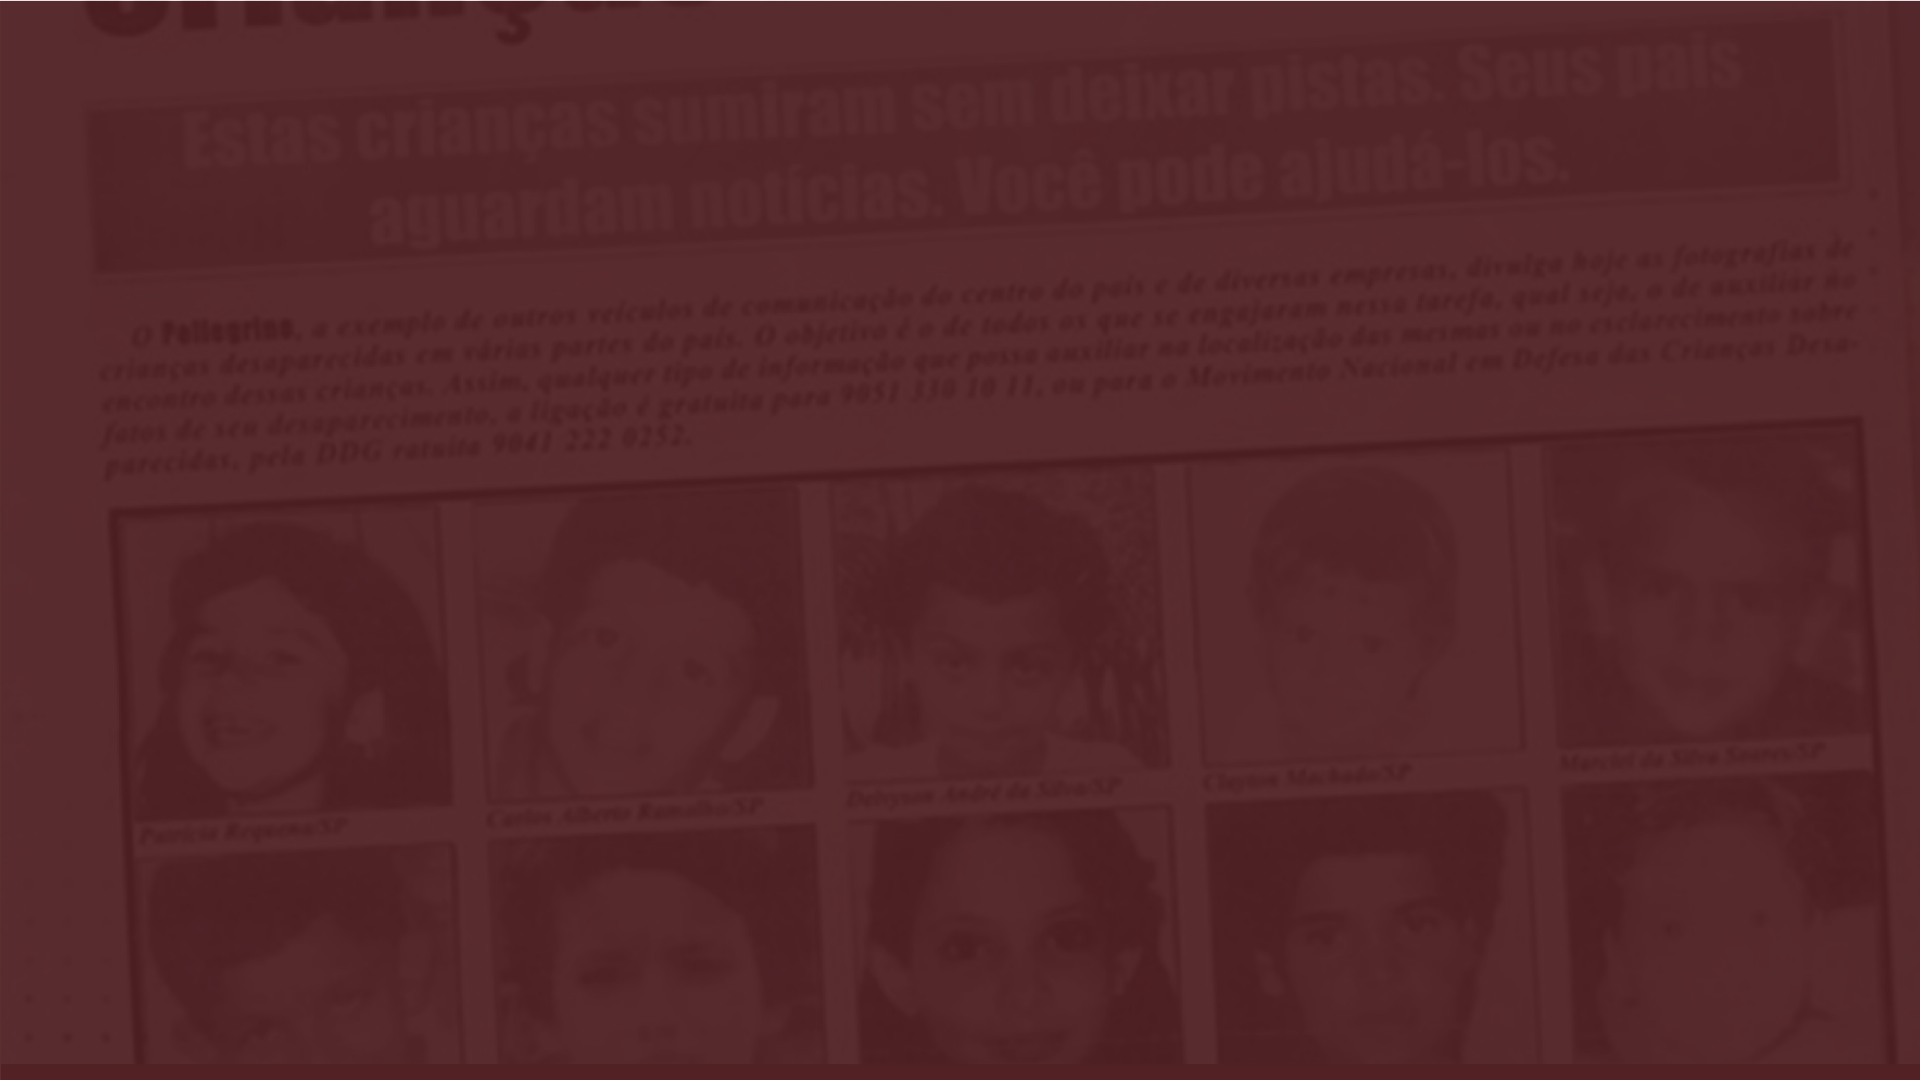 Estas crianças sumiram sem deixar pistas. Seus pais
aguardam notícias. Você pode ajudá-los.
O Pellegrino, a exemplo de outros veículos de comunicação do centro do país e de diversas empresas, divulga hoje as fotografias de
crianças desaparecidas em várias partes do país. O objetivo é o de todos os que se engajaram nessa tarefa, qual seja, o de auxiliar no
encontro dessas crianças. Assim, qualquer tipo de informação que possa auxiliar na localização das mesmas ou no esclarecimento sobre
fatos de seu desaparecimento, a ligação é gratuita para 9051 330 10 11, ou para o Movimento Nacional em Defesa das Crianças Desa-
parecidas, pela DDG ratuita 9041 222 0252.
Patrícia Requena/SP
Carlos Alberto Ramalho/SP
André da Silva/SP
Clayton Machado/SP
Marciel da Silva Soares/SP